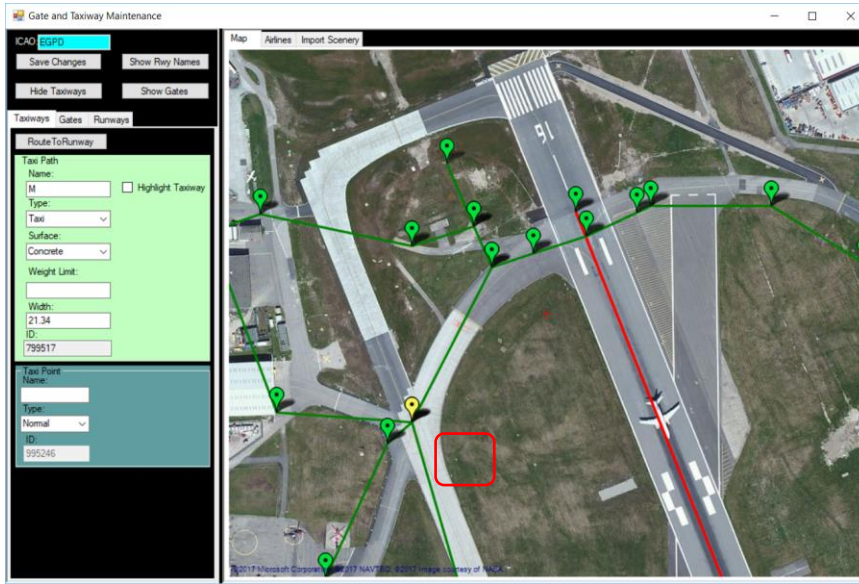 Gate and Taxiway Maintenance
ICAO: EGPD
Save Changes
Show Rwy Names
Hide Taxiways
Show Gates
Taxiways
Gates
Runways
RouteToRunway
Taxi Path
Name:
M
Highlight Taxiway
Type:
Taxi
Surface:
Concrete
Weight Limit:
Width:
21.34
ID:
799517
Taxi Point
Name:
Type:
Normal
ID:
995246
Map
Airlines
Import Scenery
16
©2017 Microsoft Corporation ©2017 NAVTEQ, ©2017 Image courtesy of NASA